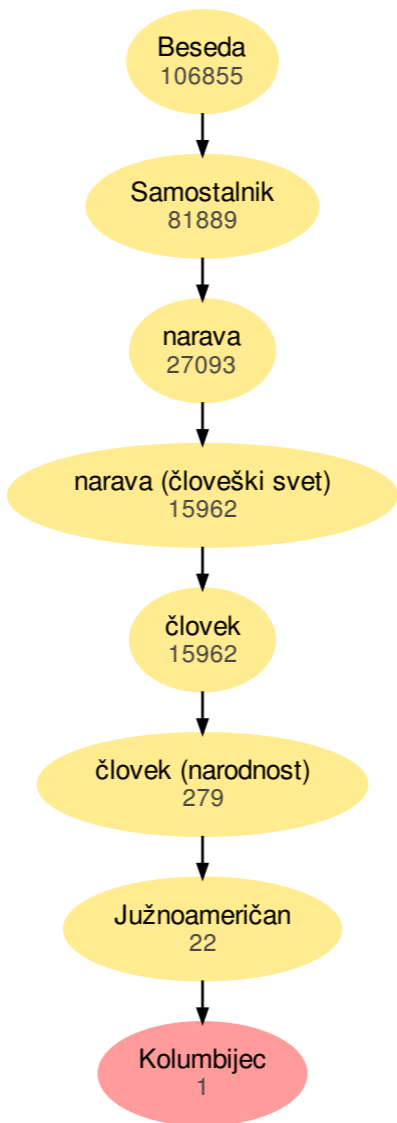 Beseda
106855
Samostalnik
81889
narava
27093
narava (človeški svet)
15962
človek
15962
človek (narodnost)
279
Južnoameričan
22
Kolumbijec
1